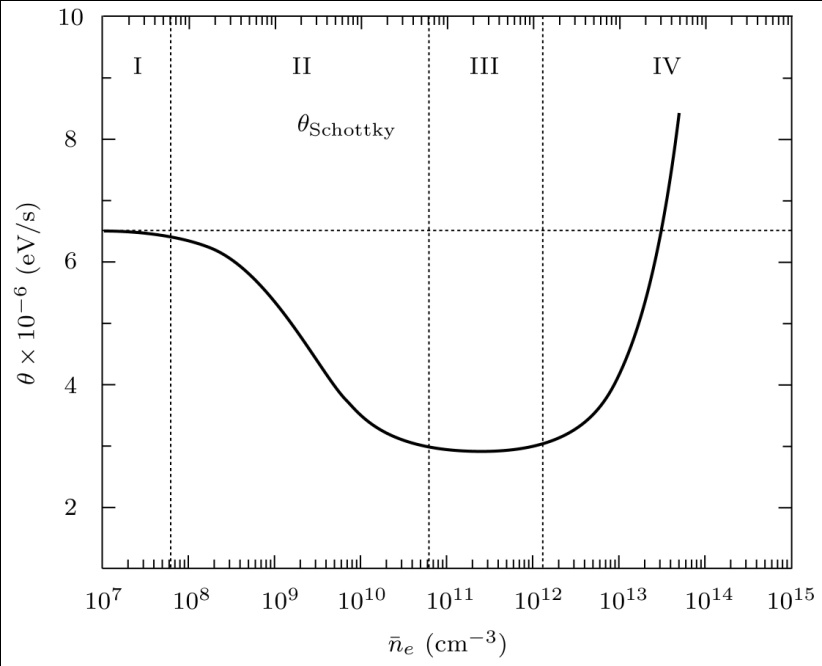 10
I II III IV
θSchottky
8
6
4
2
θ × 10⁻⁶ (eV/s)
10⁷ 10⁸ 10⁹ 10¹⁰ 10¹¹ 10¹² 10¹³ 10¹⁴ 10¹⁵
n̄ₑ (cm⁻³)